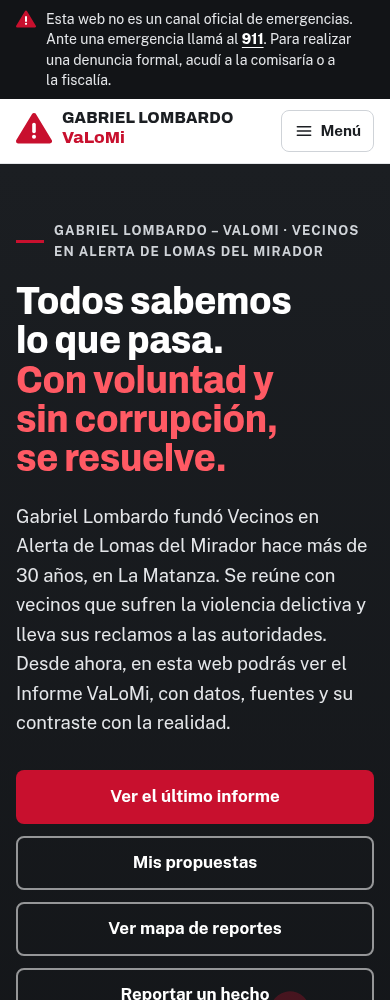 Esta web no es un canal oficial de emergencias.
Ante una emergencia llamá al 911. Para realizar
una denuncia formal, acudí a la comisaría o a
la fiscalía.
GABRIEL LOMBARDO
VaLoMi
Menú
GABRIEL LOMBARDO – VALOMI · VECINOS
EN ALERTA DE LOMAS DEL MIRADOR
Todos sabemos
lo que pasa.
Con voluntad y
sin corrupción,
se resuelve.
Gabriel Lombardo fundó Vecinos en
Alerta de Lomas del Mirador hace más de
30 años, en La Matanza. Se reúne con
vecinos que sufren la violencia delictiva y
lleva sus reclamos a las autoridades.
Desde ahora, en esta web podrás ver el
Informe VaLoMi, con datos, fuentes y su
contraste con la realidad.
Ver el último informe
Mis propuestas
Ver mapa de reportes
Reportar un hecho